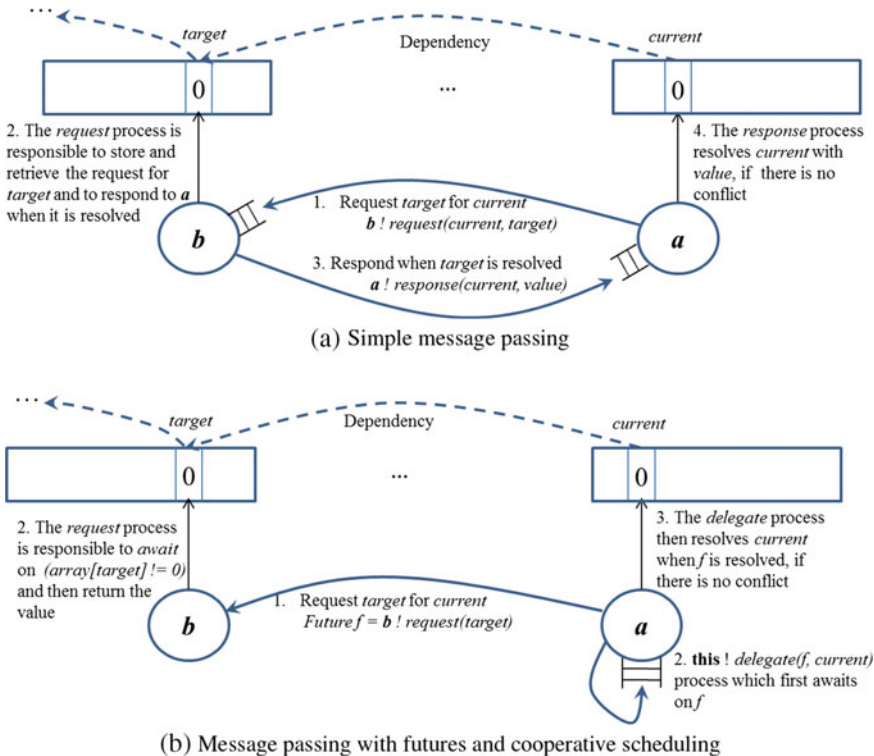 ...
target
Dependency
current
0
...
0
2. The request process is
responsible to store and
retrieve the request for
target and to respond to a
when it is resolved
4. The response process
resolves current with
value, if there is no
conflict
1. Request target for current
b ! request(current, target)
b
a
3. Respond when target is resolved
a ! response(current, value)
(a) Simple message passing
...
target
Dependency
current
0
...
0
2. The request process
is responsible to await
on (array[target] != 0)
and then return the
value
3. The delegate process
then resolves current
when f is resolved, if
there is no conflict
1. Request target for current
Future f = b ! request(target)
b
a
2. this ! delegate(f, current)
process which first awaits
on f
(b) Message passing with futures and cooperative scheduling